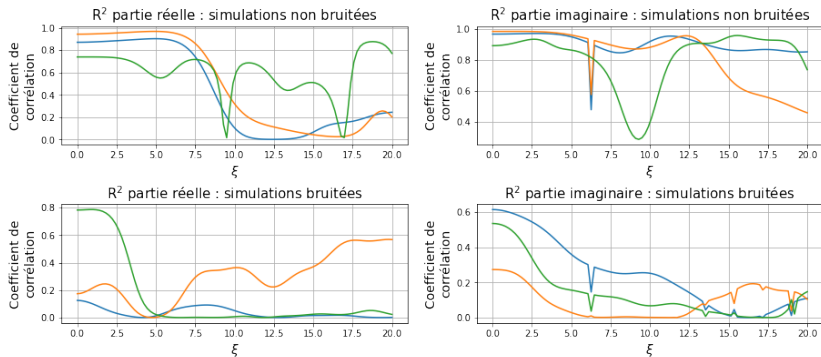 R² partie réelle : simulations non bruitées
Coefficient de
corrélation
1.0
0.8
0.6
0.4
0.2
0.0
0.0 2.5 5.0 7.5 10.0 12.5 15.0 17.5 20.0
ξ
R² partie imaginaire : simulations non bruitées
Coefficient de
corrélation
1.0
0.8
0.6
0.4
0.0 2.5 5.0 7.5 10.0 12.5 15.0 17.5 20.0
ξ
R² partie réelle : simulations bruitées
Coefficient de
corrélation
0.8
0.6
0.4
0.2
0.0
0.0 2.5 5.0 7.5 10.0 12.5 15.0 17.5 20.0
ξ
R² partie imaginaire : simulations bruitées
Coefficient de
corrélation
0.6
0.4
0.2
0.0
0.0 2.5 5.0 7.5 10.0 12.5 15.0 17.5 20.0
ξ